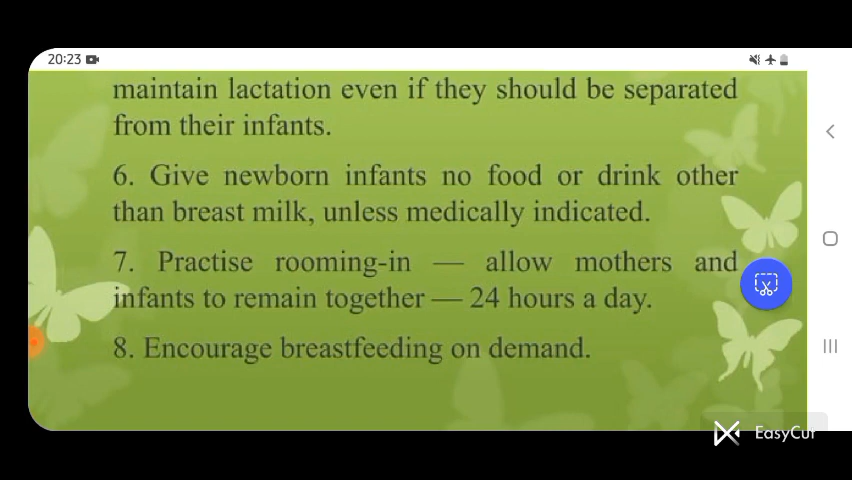 20:23
maintain lactation even if they should be separated
from their infants.
6. Give newborn infants no food or drink other
than breast milk, unless medically indicated.
7. Practise rooming-in — allow mothers and
infants to remain together — 24 hours a day.
8. Encourage breastfeeding on demand.
EasyCut